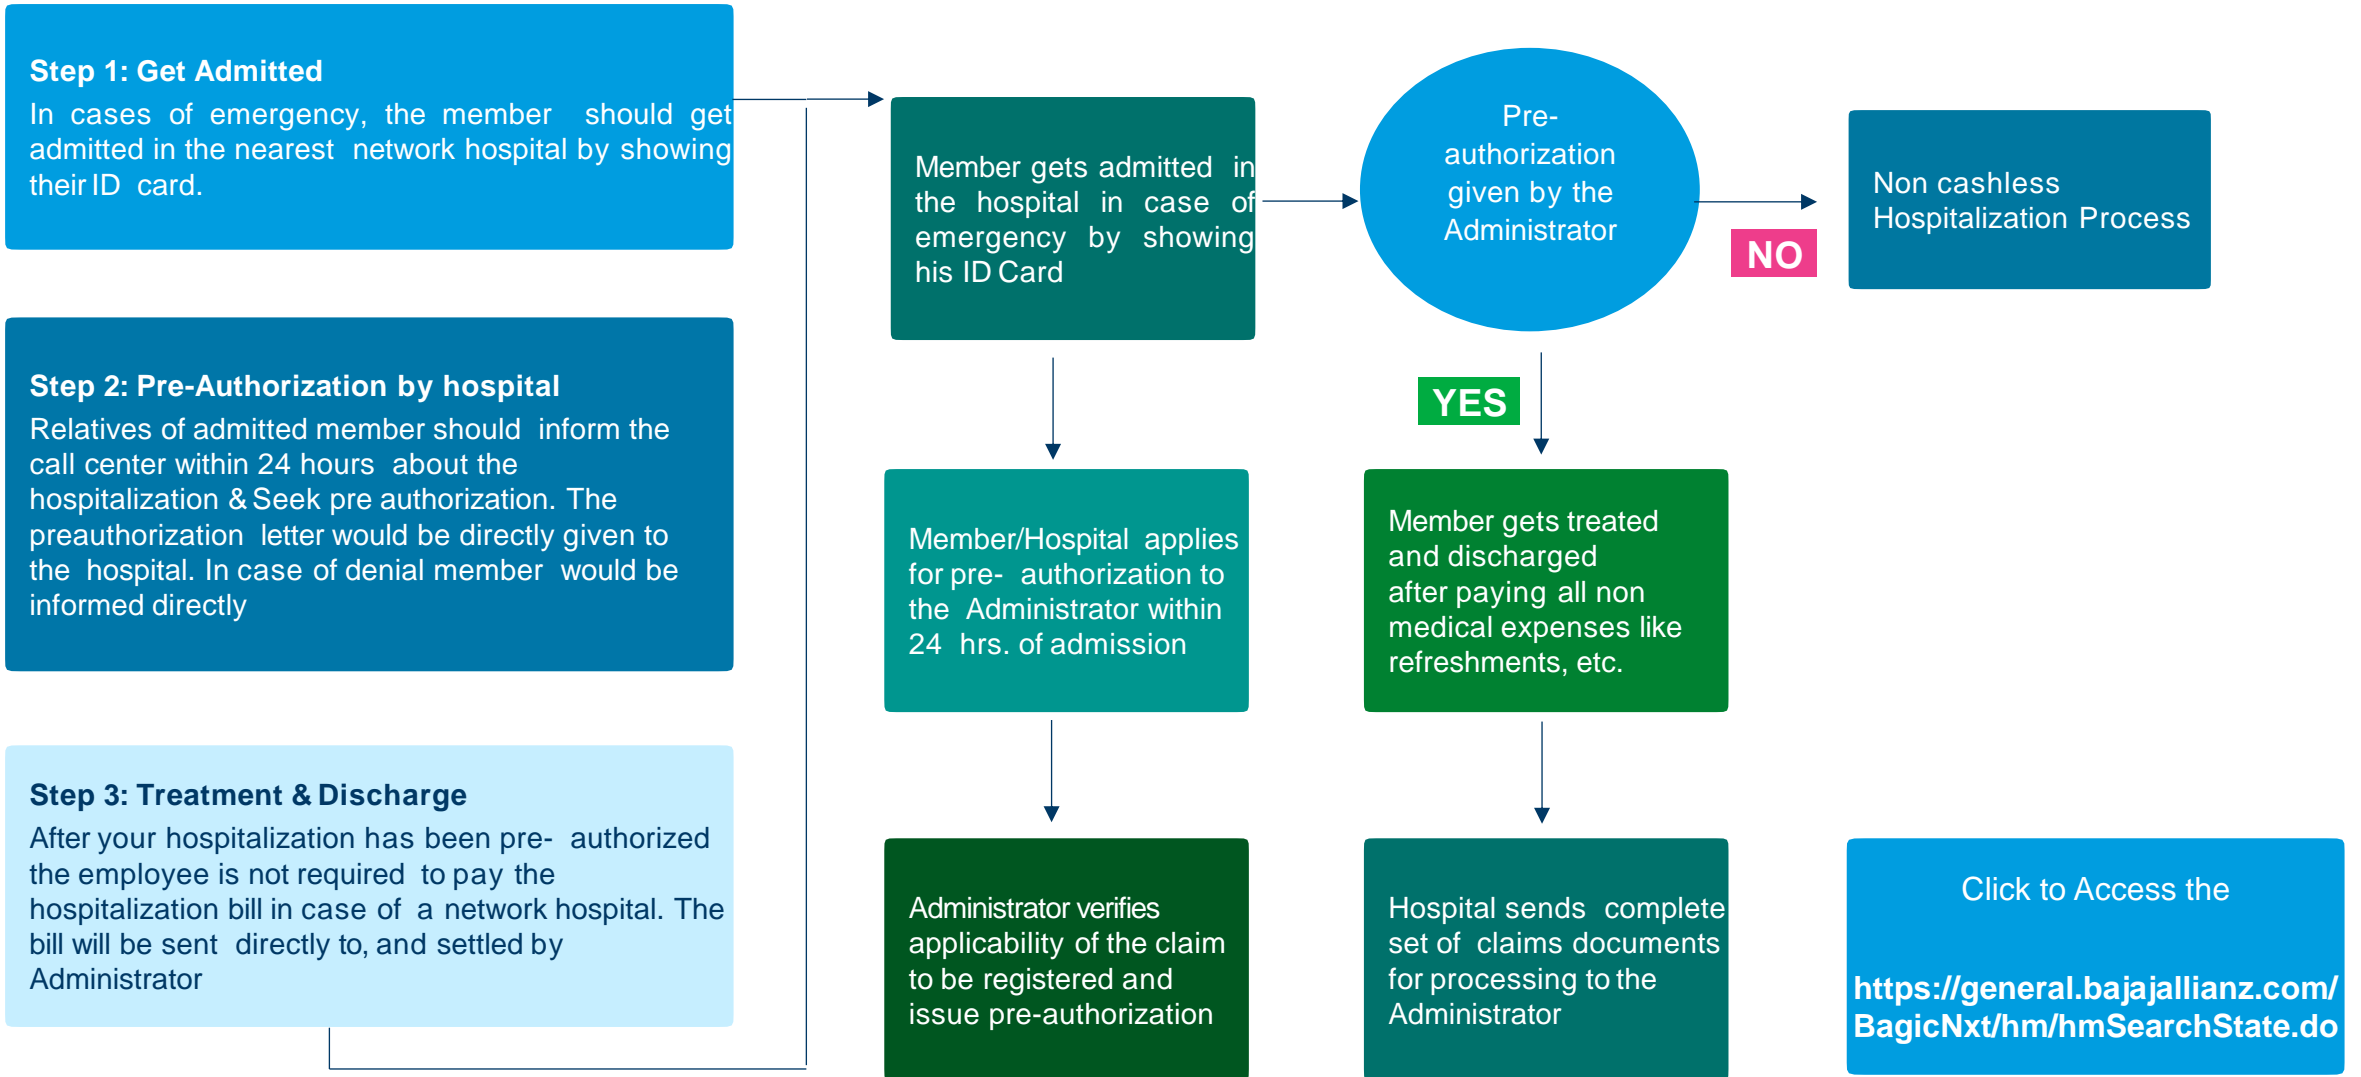 Step 1: Get Admitted
In cases of emergency, the member should get
admitted in the nearest network hospital by showing
their ID card.
Step 2: Pre-Authorization by hospital
Relatives of admitted member should inform the
call center within 24 hours about the
hospitalization & Seek pre authorization. The
preauthorization letter would be directly given to
the hospital. In case of denial member would be
informed directly
Step 3: Treatment & Discharge
After your hospitalization has been pre- authorized
the employee is not required to pay the
hospitalization bill in case of a network hospital. The
bill will be sent directly to, and settled by
Administrator
Member gets admitted in
the hospital in case of
emergency by showing
his ID Card
Member/Hospital applies
for pre- authorization to
the Administrator within
24 hrs. of admission
Administrator verifies
applicability of the claim
to be registered and
issue pre-authorization
Pre-
authorization
given by the
Administrator
NO
Non cashless
Hospitalization Process
YES
Member gets treated
and discharged
after paying all non
medical expenses like
refreshments, etc.
Hospital sends complete
set of claims documents
for processing to the
Administrator
Click to Access the
https://general.bajajallianz.com/
BagicNxt/hm/hmSearchState.do